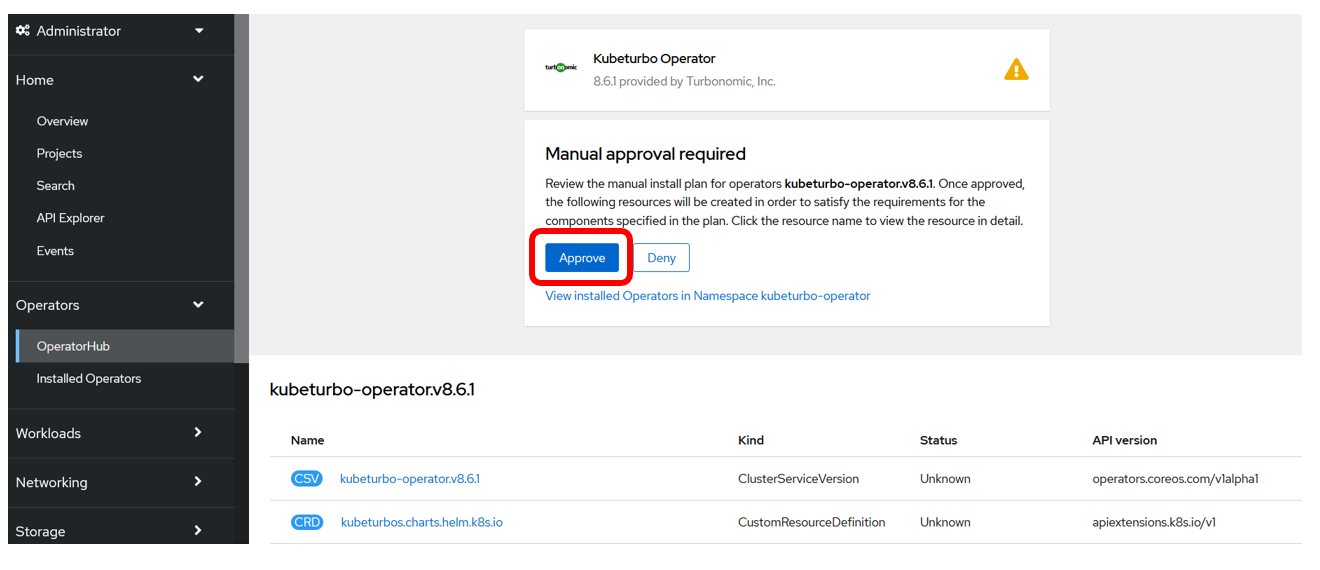 Administrator
Home
Overview
Projects
Search
API Explorer
Events
Operators
OperatorHub
Installed Operators
Workloads
Networking
Storage
turbonomic
Kubeturbo Operator
8.6.1 provided by Turbonomic, Inc.
Manual approval required
Review the manual install plan for operators kubeturbo-operator.v8.6.1. Once approved,
the following resources will be created in order to satisfy the requirements for the
components specified in the plan. Click the resource name to view the resource in detail.
Approve Deny
View installed Operators in Namespace kubeturbo-operator
kubeturbo-operator.v8.6.1
Name Kind Status API version
CSV kubeturbo-operator.v8.6.1 ClusterServiceVersion Unknown operators.coreos.com/v1alpha1
CRD kubeturbos.charts.helm.k8s.io CustomResourceDefinition Unknown apiextensions.k8s.io/v1